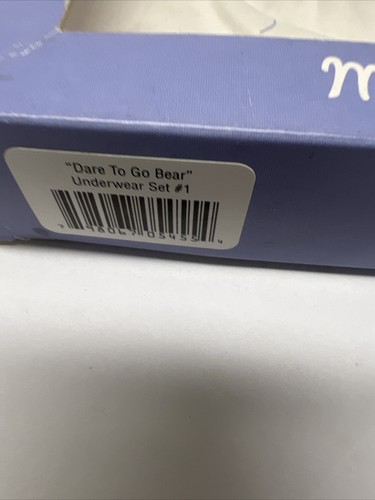 "Dare To Go Bear"
Underwear Set #1